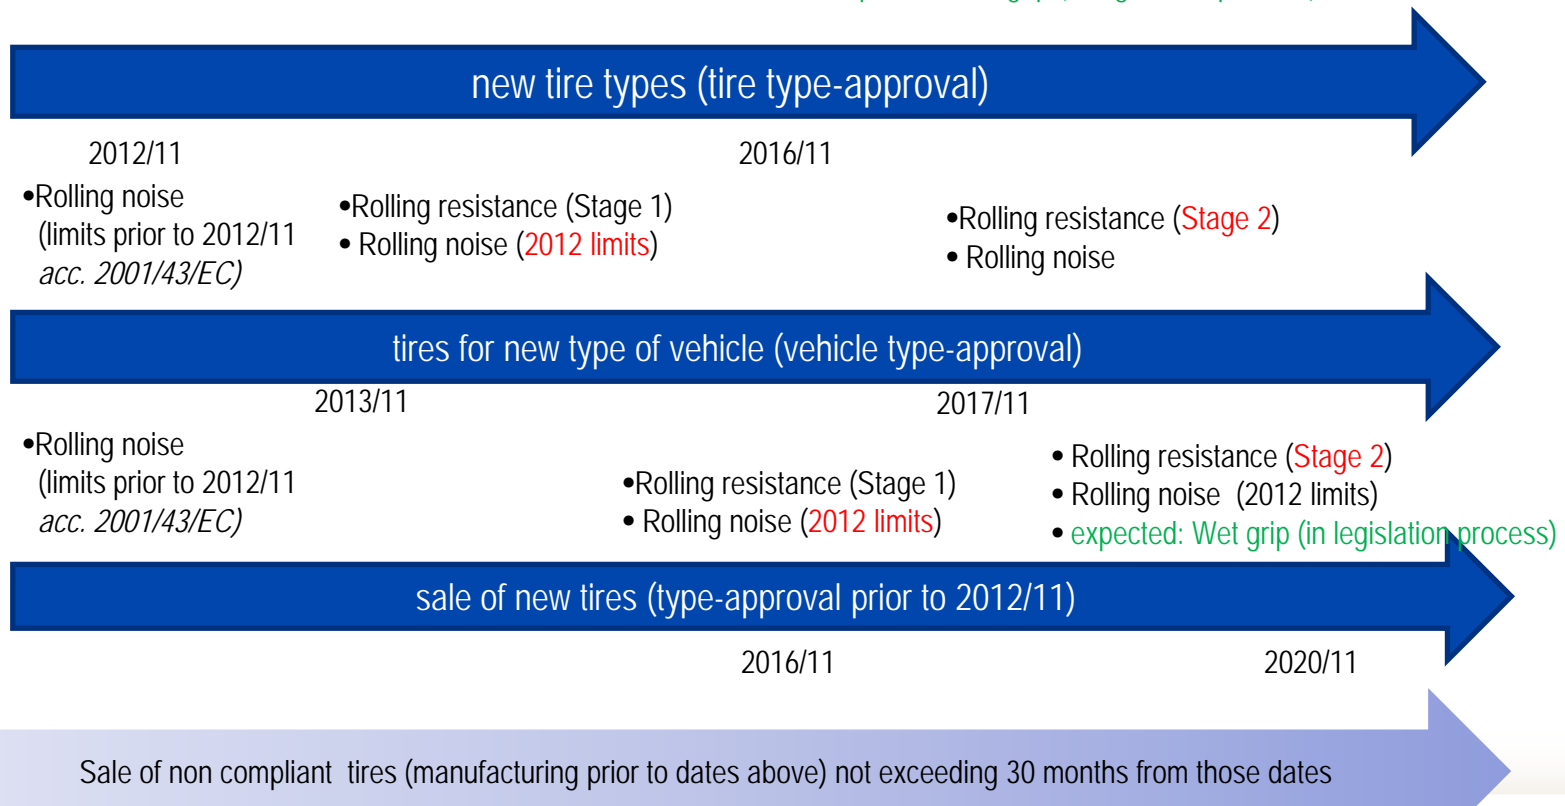 new tire types (tire type-approval)
2012/11
2016/11
•Rolling noise
(limits prior to 2012/11
acc. 2001/43/EC)
•Rolling resistance (Stage 1)
• Rolling noise (2012 limits)
•Rolling resistance (Stage 2)
• Rolling noise
tires for new type of vehicle (vehicle type-approval)
2013/11
2017/11
•Rolling noise
(limits prior to 2012/11
acc. 2001/43/EC)
•Rolling resistance (Stage 1)
• Rolling noise (2012 limits)
• Rolling resistance (Stage 2)
• Rolling noise (2012 limits)
• expected: Wet grip (in legislation process)
sale of new tires (type-approval prior to 2012/11)
2016/11
2020/11
Sale of non compliant tires (manufacturing prior to dates above) not exceeding 30 months from those dates